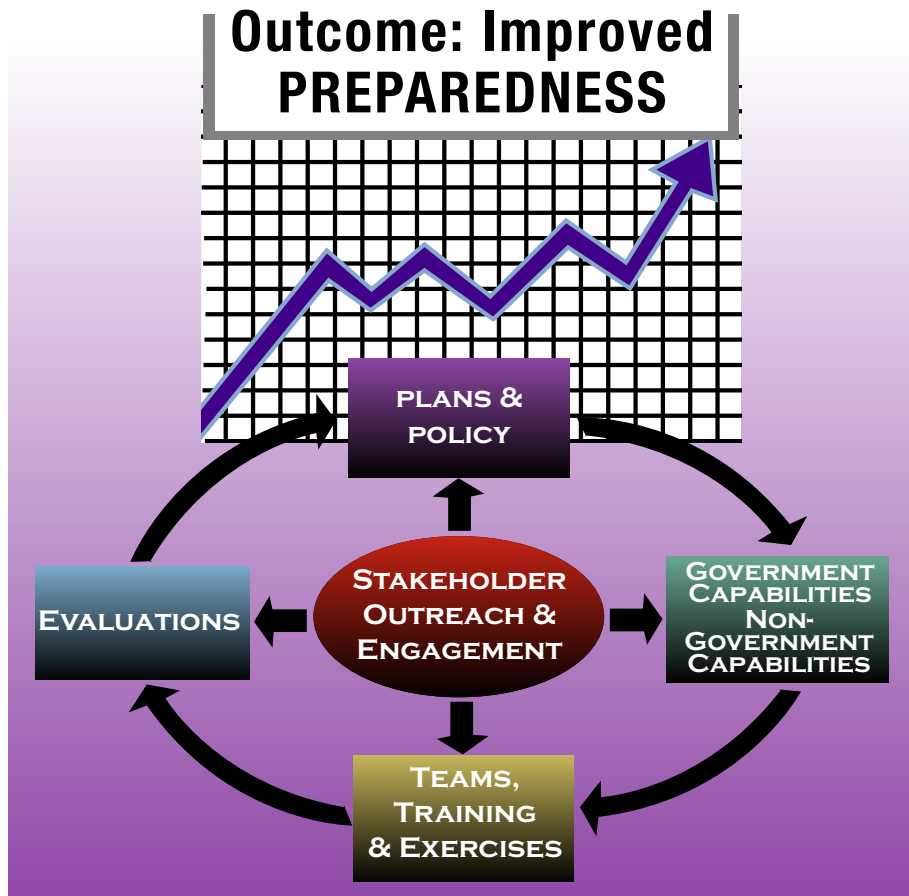 Outcome: Improved
PREPAREDNESS
PLANS &
POLICY
STAKEHOLDER
OUTREACH &
ENGAGEMENT
EVALUATIONS
GOVERNMENT
CAPABILITIES
NON-
GOVERNMENT
CAPABILITIES
TEAMS,
TRAINING
& EXERCISES